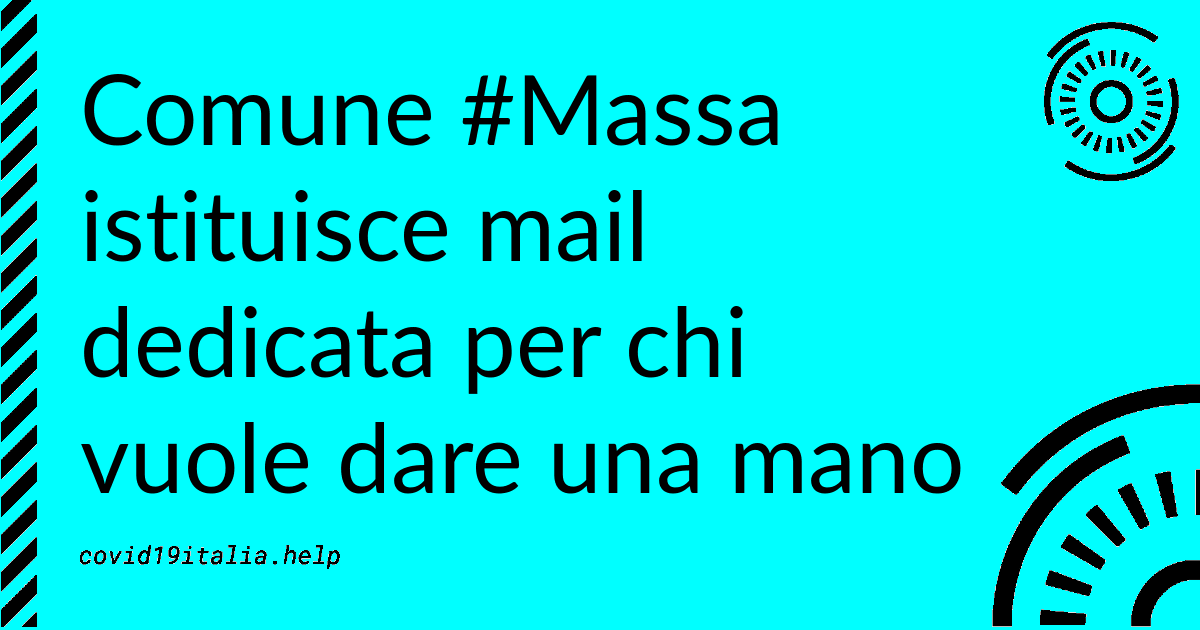 Comune #Massa
istituisce mail
dedicata per chi
vuole dare una mano
covid19italia.help